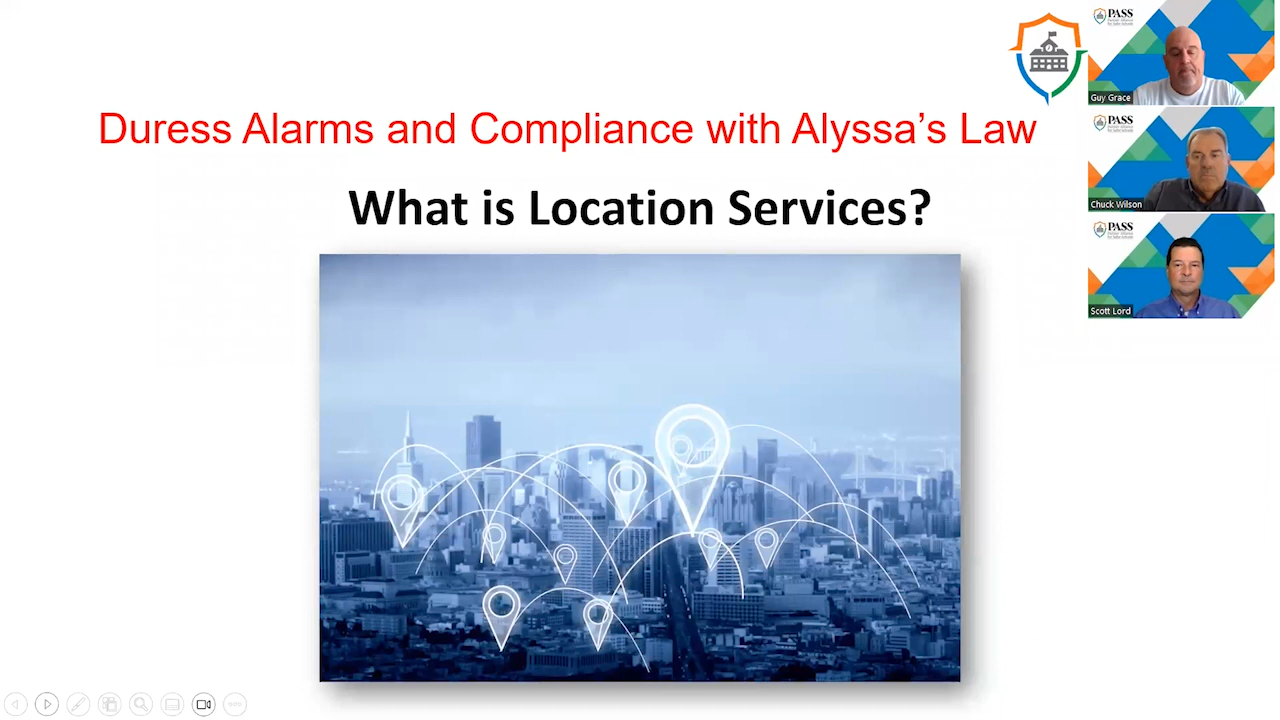 Duress Alarms and Compliance with Alyssa's Law
What is Location Services?
PASS
Guy Grace
PASS
Chuck Wilson
PASS
Scott Lord